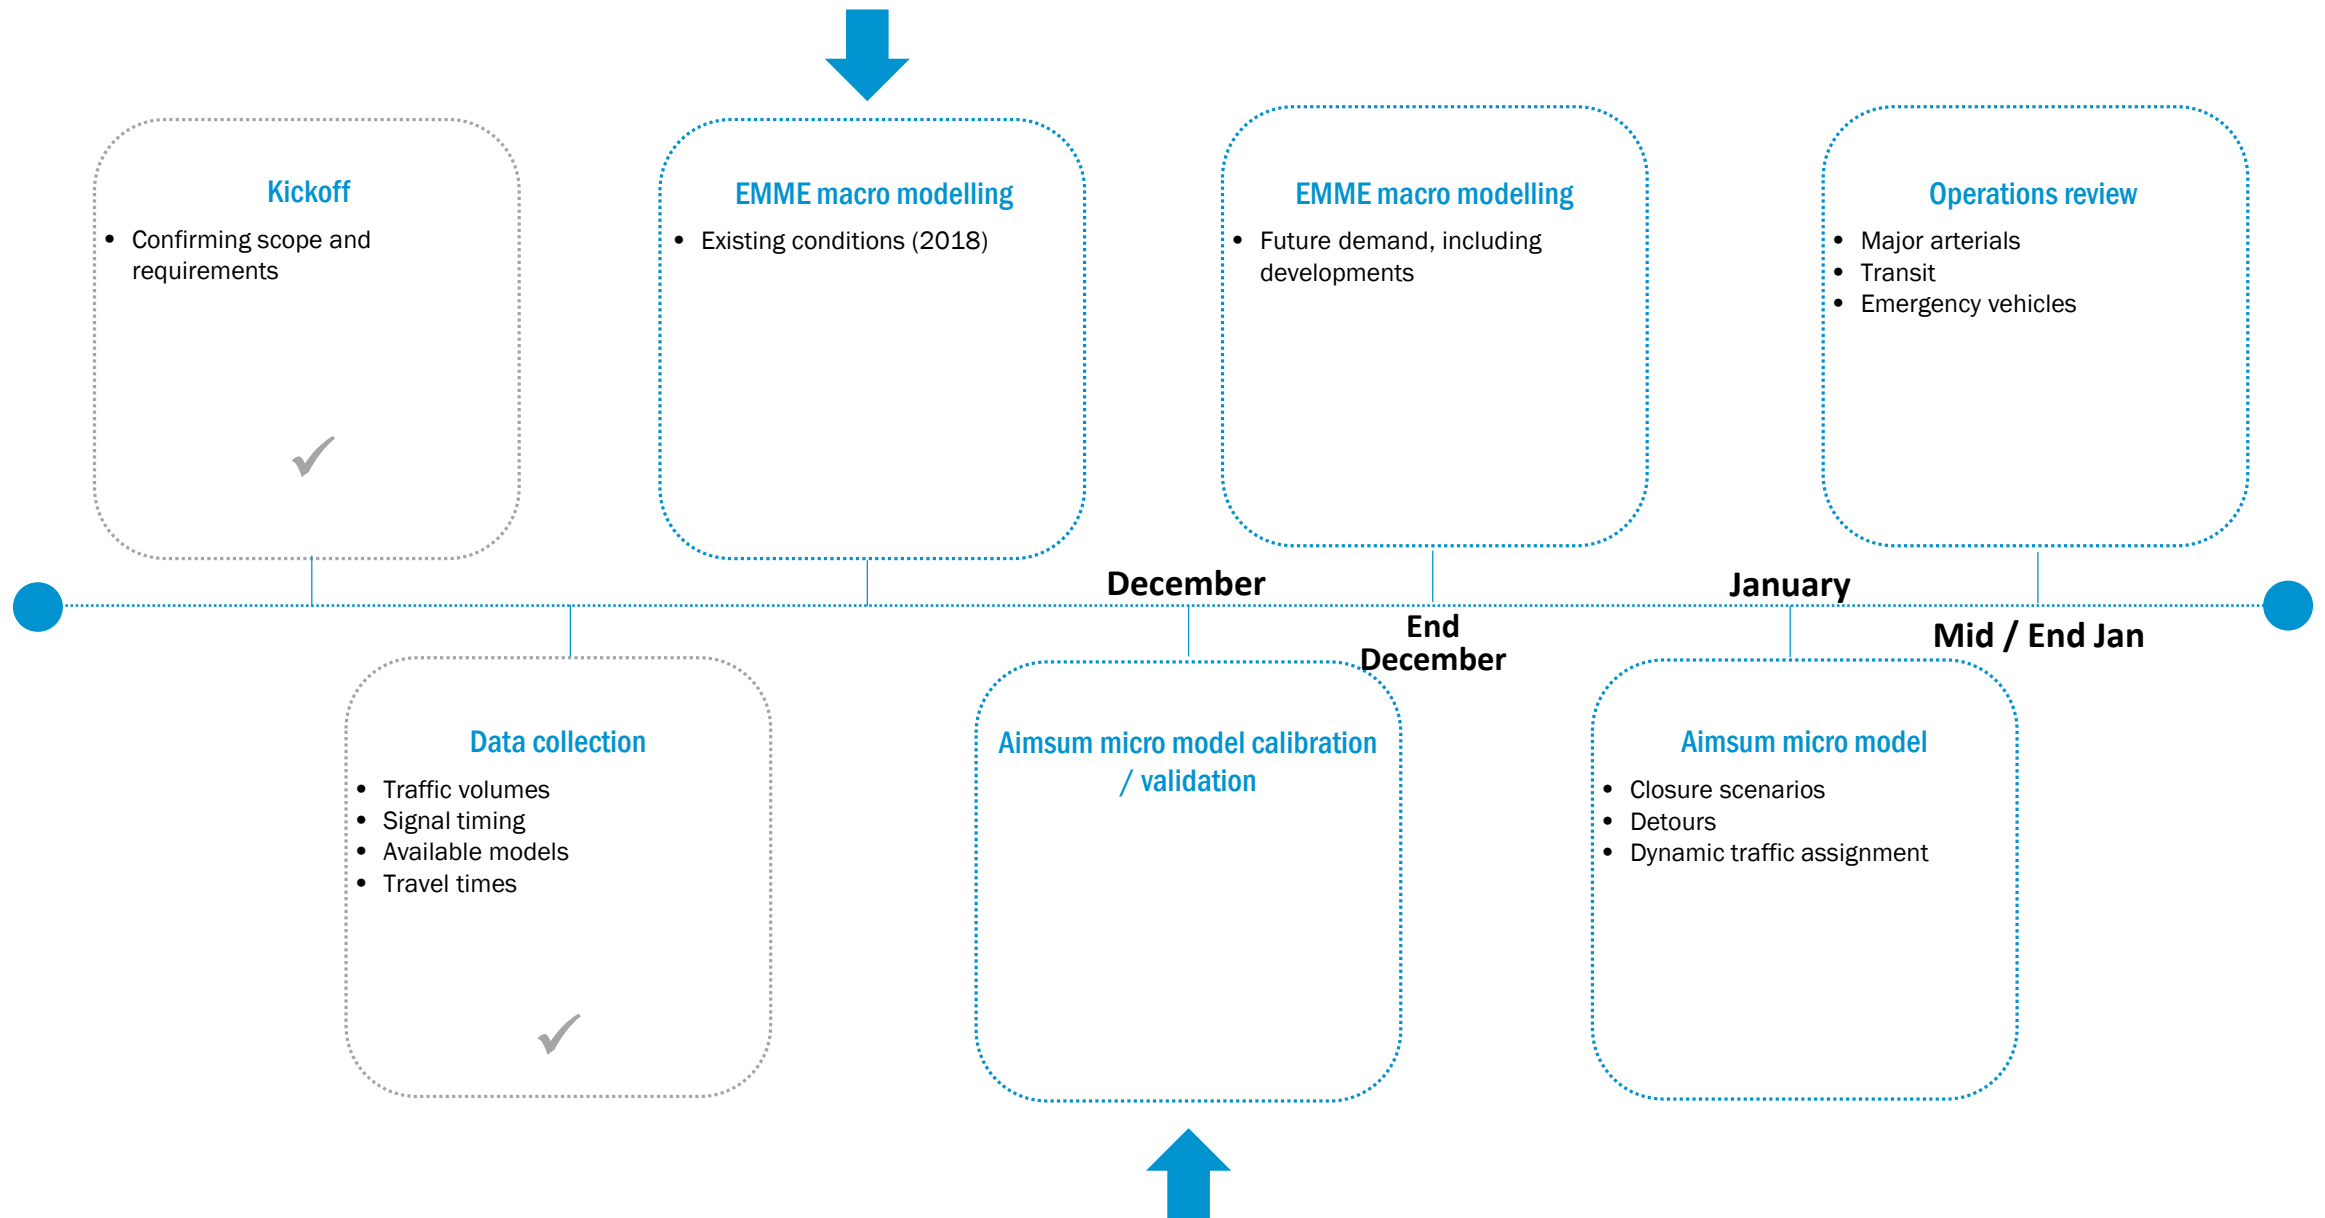 Kickoff
• Confirming scope and
requirements
EMME macro modelling
• Existing conditions (2018)
EMME macro modelling
• Future demand, including
developments
Operations review
• Major arterials
• Transit
• Emergency vehicles
December
January
End
December
Mid / End Jan
Data collection
• Traffic volumes
• Signal timing
• Available models
• Travel times
Aimsum micro model calibration
/ validation
Aimsum micro model
• Closure scenarios
• Detours
• Dynamic traffic assignment